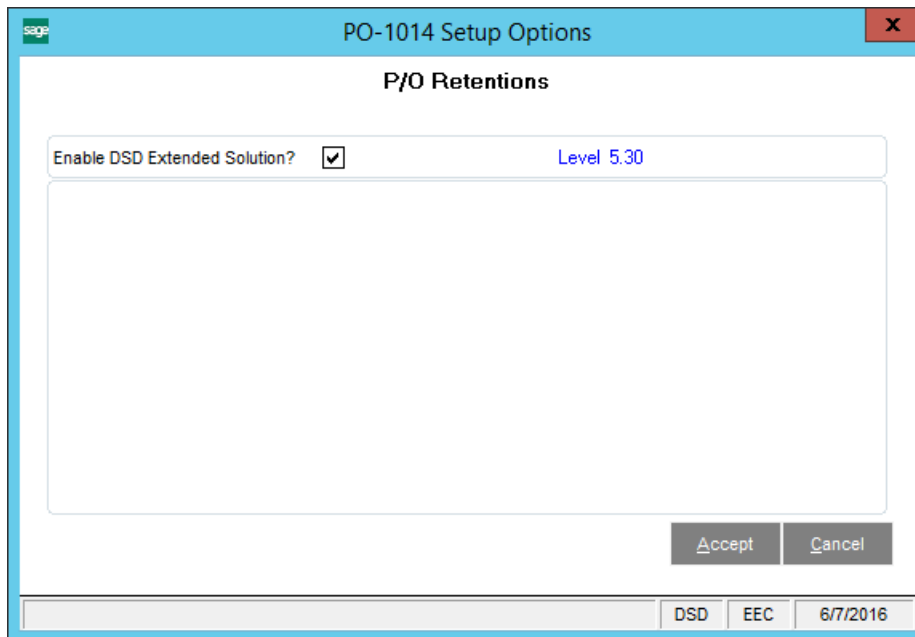 sage
PO-1014 Setup Options
x
P/O Retentions
Enable DSD Extended Solution? Level 5.30
Accept Cancel
DSD EEC 6/7/2016